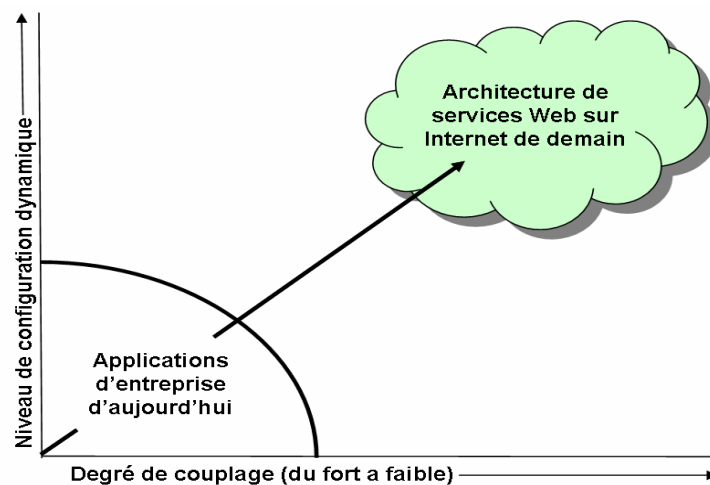 Architecture de
services Web sur
Internet de demain
Niveau de configuration dynamique
Applications
d'entreprise
d'aujourd'hui
Degré de couplage (du fort a faible)